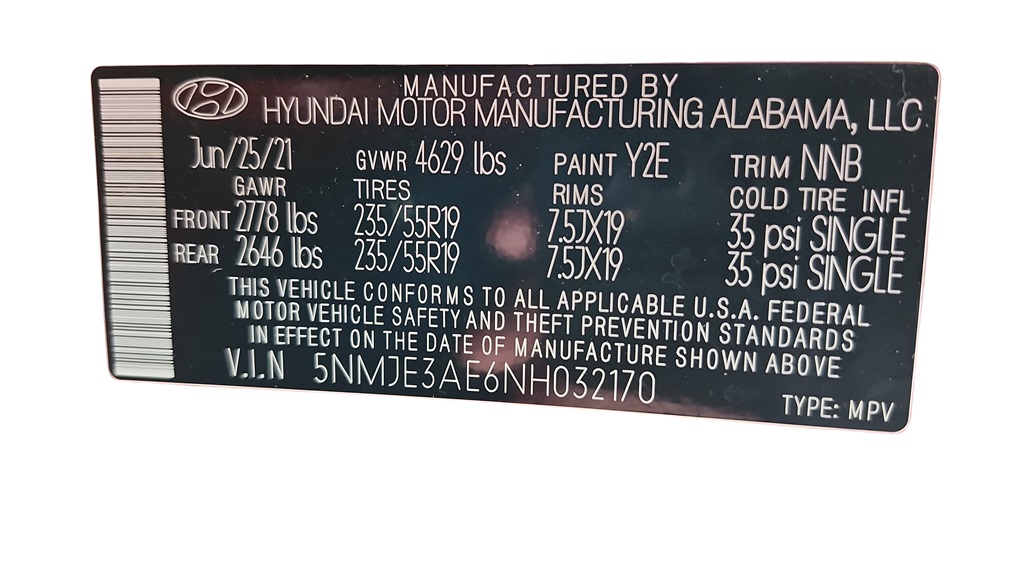 MANUFACTURED BY
HYUNDAI MOTOR MANUFACTURING ALABAMA, LLC
Jun/25/21 GVWR 4629 lbs PAINT Y2E TRIM NNB
GAWR TIRES RIMS COLD TIRE INFL
FRONT 2778 lbs 235/55R19 7.5JX19 35 psi SINGLE
REAR 2646 lbs 235/55R19 7.5JX19 35 psi SINGLE
THIS VEHICLE CONFORMS TO ALL APPLICABLE U.S.A. FEDERAL
MOTOR VEHICLE SAFETY AND THEFT PREVENTION STANDARDS
IN EFFECT ON THE DATE OF MANUFACTURE SHOWN ABOVE
V.I.N 5NMJE3AE6NH032170
TYPE: MPV